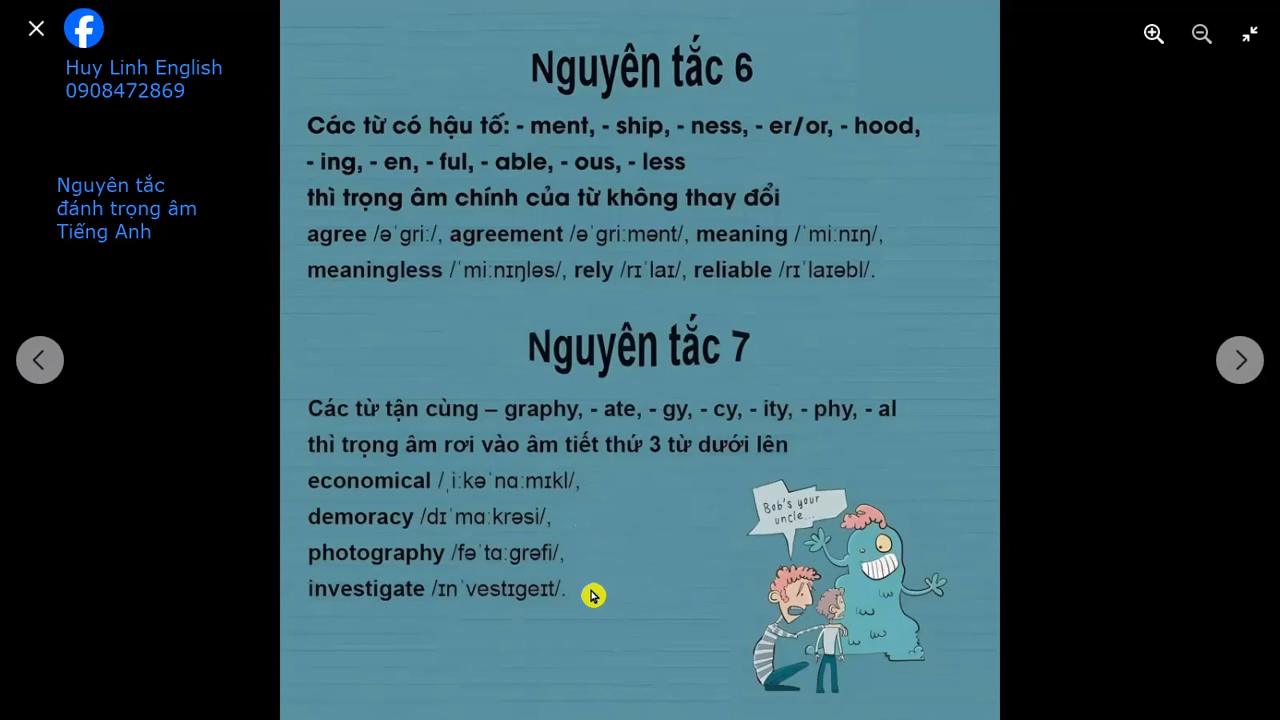 Huy Linh English
0908472869
Nguyên tắc
đánh trọng âm
Tiếng Anh
Nguyên tắc 6
Các từ có hậu tố: - ment, - ship, - ness, - er/or, - hood,
- ing, - en, - ful, - able, - ous, - less
thì trọng âm chính của từ không thay đổi
agree /əˈɡriː/, agreement /əˈɡriːmənt/, meaning /ˈmiːnɪŋ/,
meaningless /ˈmiːnɪŋləs/, rely /rɪˈlaɪ/, reliable /rɪˈlaɪəbl/.
Nguyên tắc 7
Các từ tận cùng – graphy, - ate, - gy, - cy, - ity, - phy, - al
thì trọng âm rơi vào âm tiết thứ 3 từ dưới lên
economical /ˌiːkəˈnɑːmɪkl/,
demoracy /dɪˈmɑːkrəsi/,
photography /fəˈtɑːɡrəfi/,
investigate /ɪnˈvestɪɡeɪt/.
Bob's your
uncle...